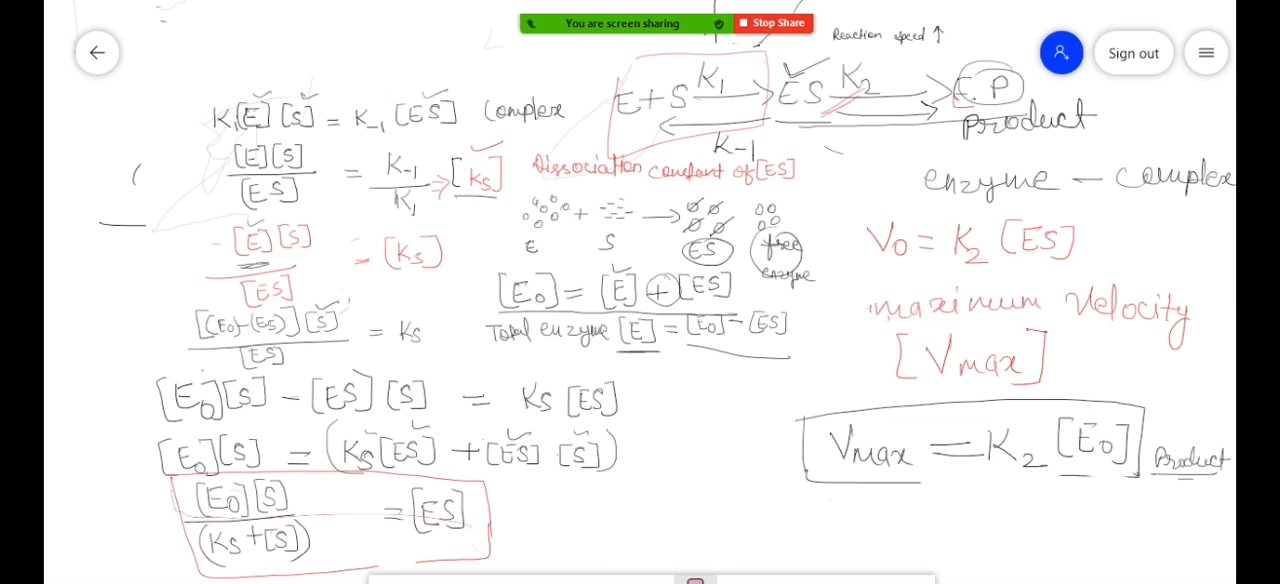 You are screen sharing
Stop Share
Reaction speed ↑
Sign out
E + S K1 ES K2 E. P
K-1
Product
enzyme - complex
K1[E][S] = K-1[ES] Complex
[E][S] / [ES] = K-1 / K1 ⇒ [Ks] Dissociation constant of [ES]
E + S → ES free enzyme
[E][S] / [ES] = [Ks]
[E0] = [E] + [ES]
Total enzyme [E] = [E0] - [ES]
[(E0)-(ES)][S] / [ES] = Ks
[E0][S] - [ES][S] = Ks [ES]
[E0][S] = (Ks[ES] + [ES][S])
[E0][S] / (Ks+[S]) = [ES]
V0 = K2 [ES]
maximum Velocity
[Vmax]
Vmax = K2 [E0]
Product